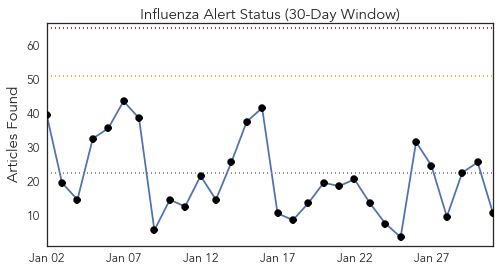 Influenza Alert Status (30-Day Window)
Articles Found
60
50
40
30
20
10
Jan 02 Jan 07 Jan 12 Jan 17 Jan 22 Jan 27